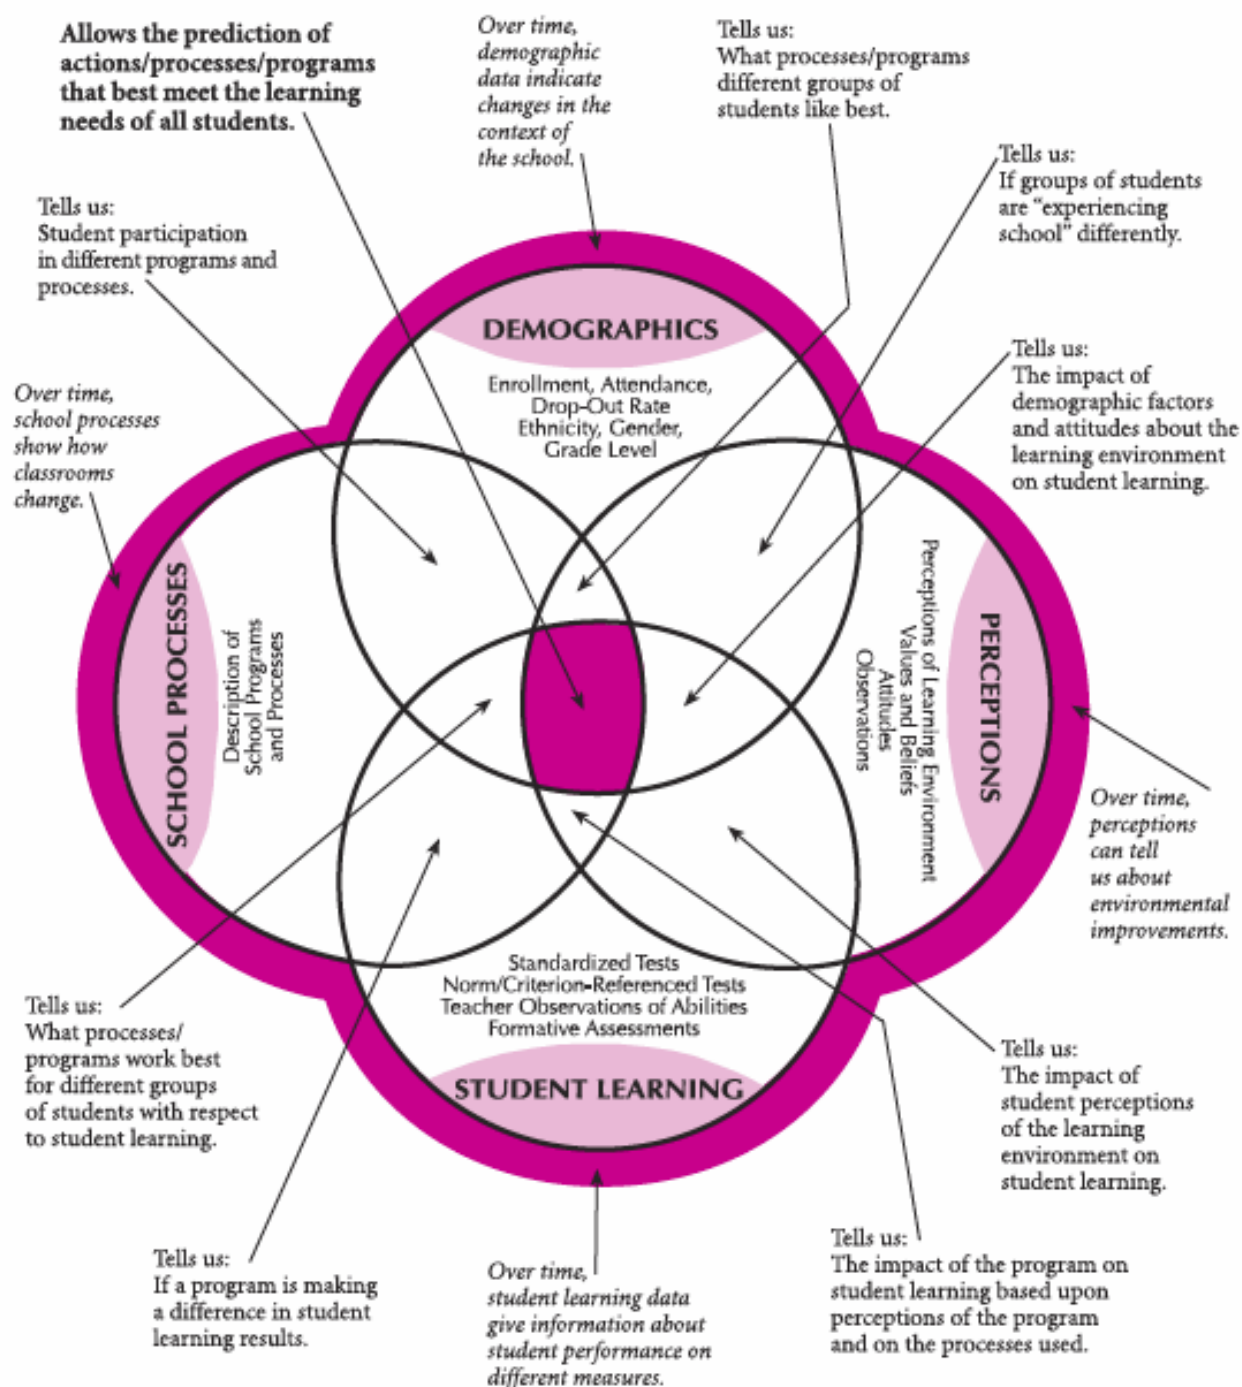 Allows the prediction of
actions/processes/programs
that best meet the learning
needs of all students.
Over time,
demographic
data indicate
changes in the
context of
the school.
Tells us:
What processes/programs
different groups of
students like best.
Tells us:
If groups of students
are “experiencing
school” differently.
Tells us:
Student participation
in different programs and
processes.
DEMOGRAPHICS
Enrollment, Attendance,
Drop-Out Rate
Ethnicity, Gender,
Grade Level
Tells us:
The impact of
demographic factors
and attitudes about the
learning environment
on student learning.
Over time,
school processes
show how
classrooms
change.
SCHOOL PROCESSES
Description of
School Programs
and Processes
PERCEPTIONS
Perceptions of Learning Environment
Values and Beliefs
Attitudes
Observations
Over time,
perceptions
can tell
us about
environmental
improvements.
Standardized Tests
Norm/Criterion-Referenced Tests
Teacher Observations of Abilities
Formative Assessments
STUDENT LEARNING
Tells us:
What processes/
programs work best
for different groups
of students with respect
to student learning.
Tells us:
The impact of
student perceptions
of the learning
environment on
student learning.
Tells us:
If a program is making
a difference in student
learning results.
Over time,
student learning data
give information about
student performance on
different measures.
Tells us:
The impact of the program on
student learning based upon
perceptions of the program
and on the processes used.